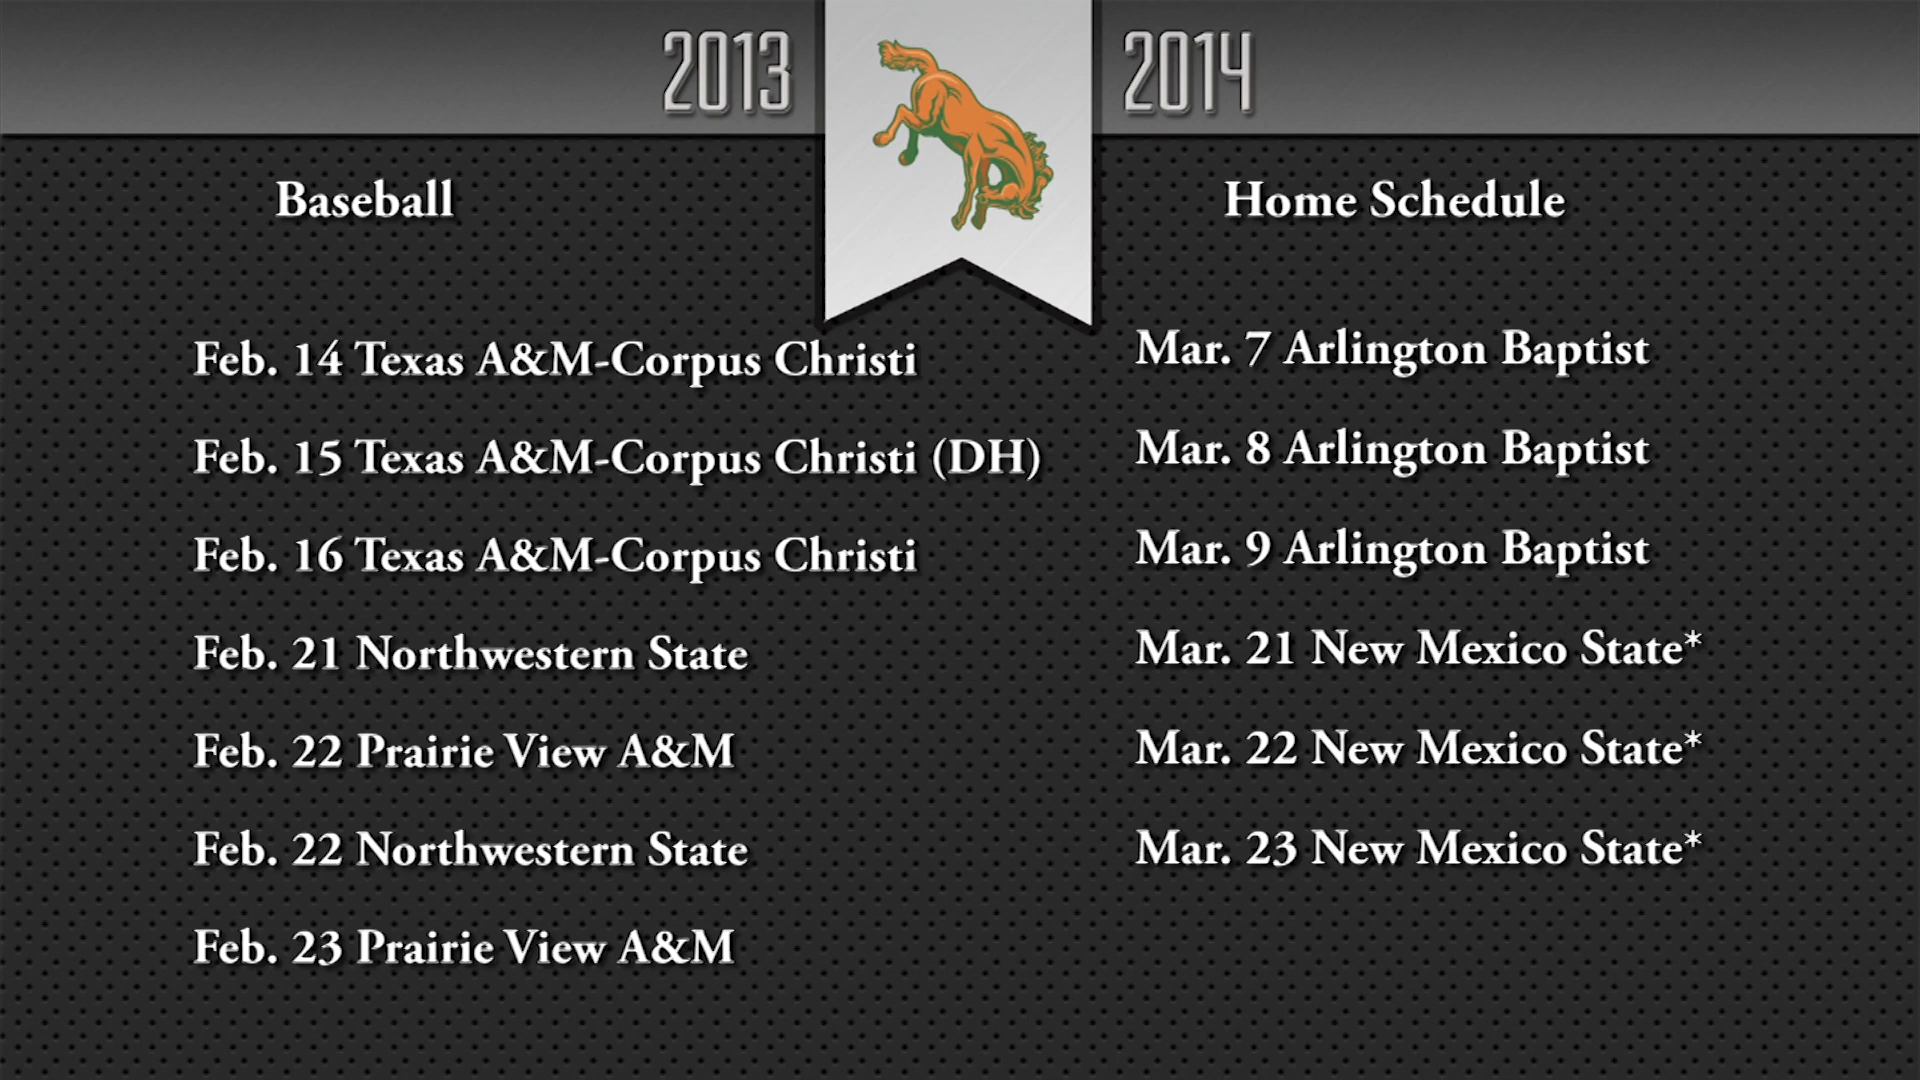 2013 2014
Baseball
Home Schedule
Feb. 14 Texas A&M-Corpus Christi
Feb. 15 Texas A&M-Corpus Christi (DH)
Feb. 16 Texas A&M-Corpus Christi
Feb. 21 Northwestern State
Feb. 22 Prairie View A&M
Feb. 22 Northwestern State
Feb. 23 Prairie View A&M
Mar. 7 Arlington Baptist
Mar. 8 Arlington Baptist
Mar. 9 Arlington Baptist
Mar. 21 New Mexico State*
Mar. 22 New Mexico State*
Mar. 23 New Mexico State*